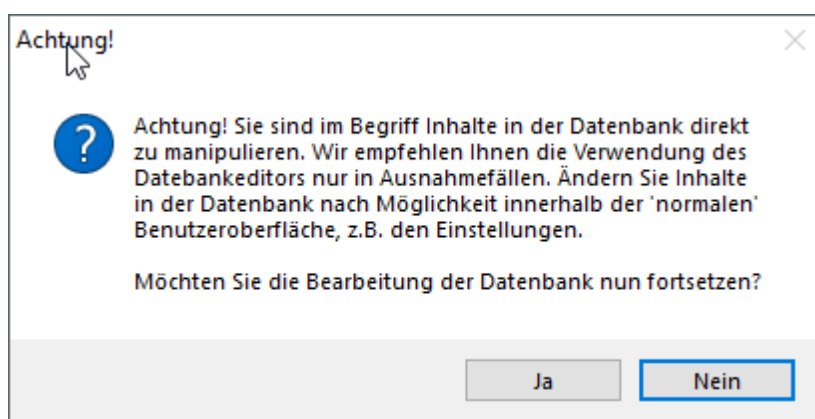 Achtung!
?
Achtung! Sie sind im Begriff Inhalte in der Datenbank direkt
zu manipulieren. Wir empfehlen Ihnen die Verwendung des
Datebankeditors nur in Ausnahmefällen. Ändern Sie Inhalte
in der Datenbank nach Möglichkeit innerhalb der 'normalen'
Benutzeroberfläche, z.B. den Einstellungen.
Möchten Sie die Bearbeitung der Datenbank nun fortsetzen?
Ja
Nein